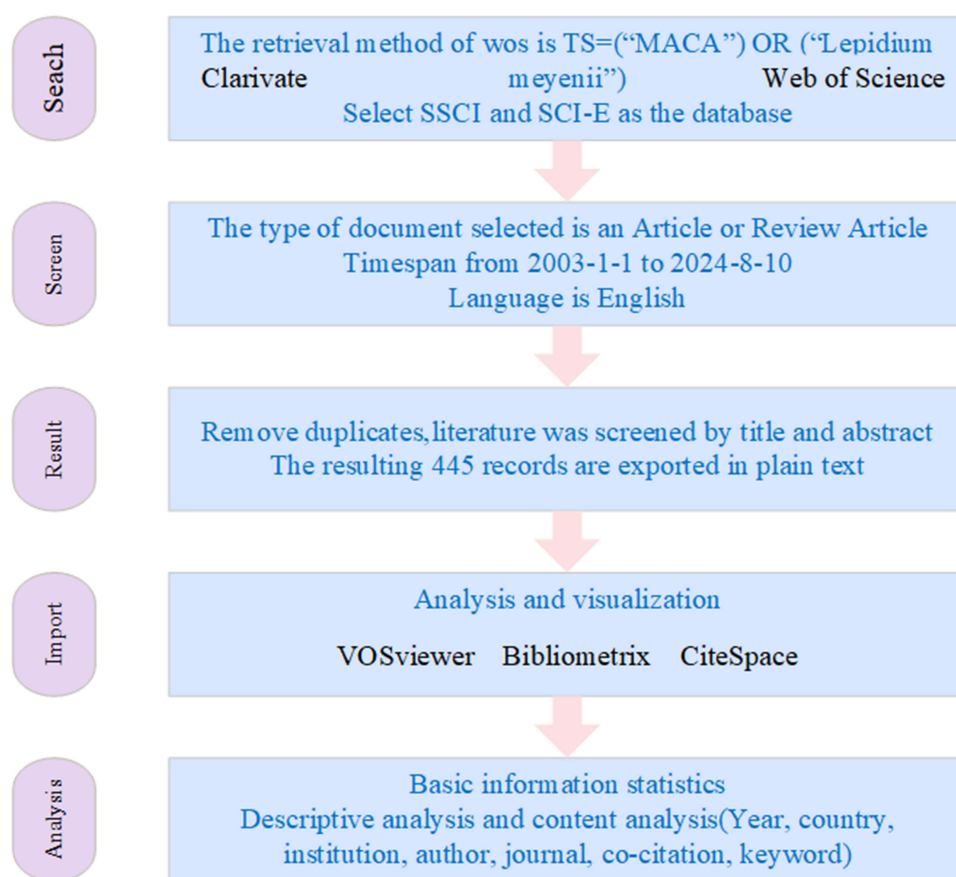 Seach
The retrieval method of wos is TS=(“MACA”) OR (“Lepidium
Clarivate meyenii”) Web of Science
Select SSCI and SCI-E as the database
Screen
The type of document selected is an Article or Review Article
Timespan from 2003-1-1 to 2024-8-10
Language is English
Result
Remove duplicates,literature was screened by title and abstract
The resulting 445 records are exported in plain text
Import
Analysis and visualization
VOSviewer Bibliometrix CiteSpace
Analysis
Basic information statistics
Descriptive analysis and content analysis(Year, country,
institution, author, journal, co-citation, keyword)